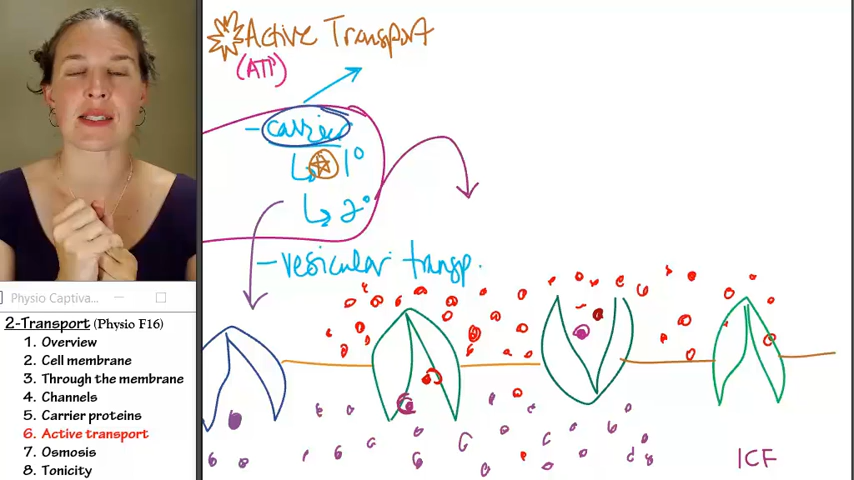 Active Transport
(ATP)
- carrier
1°
2°
- vesicular transp.
Physio Captiva...
2-Transport (Physio F16)
1. Overview
2. Cell membrane
3. Through the membrane
4. Channels
5. Carrier proteins
6. Active transport
7. Osmosis
8. Tonicity
ICF